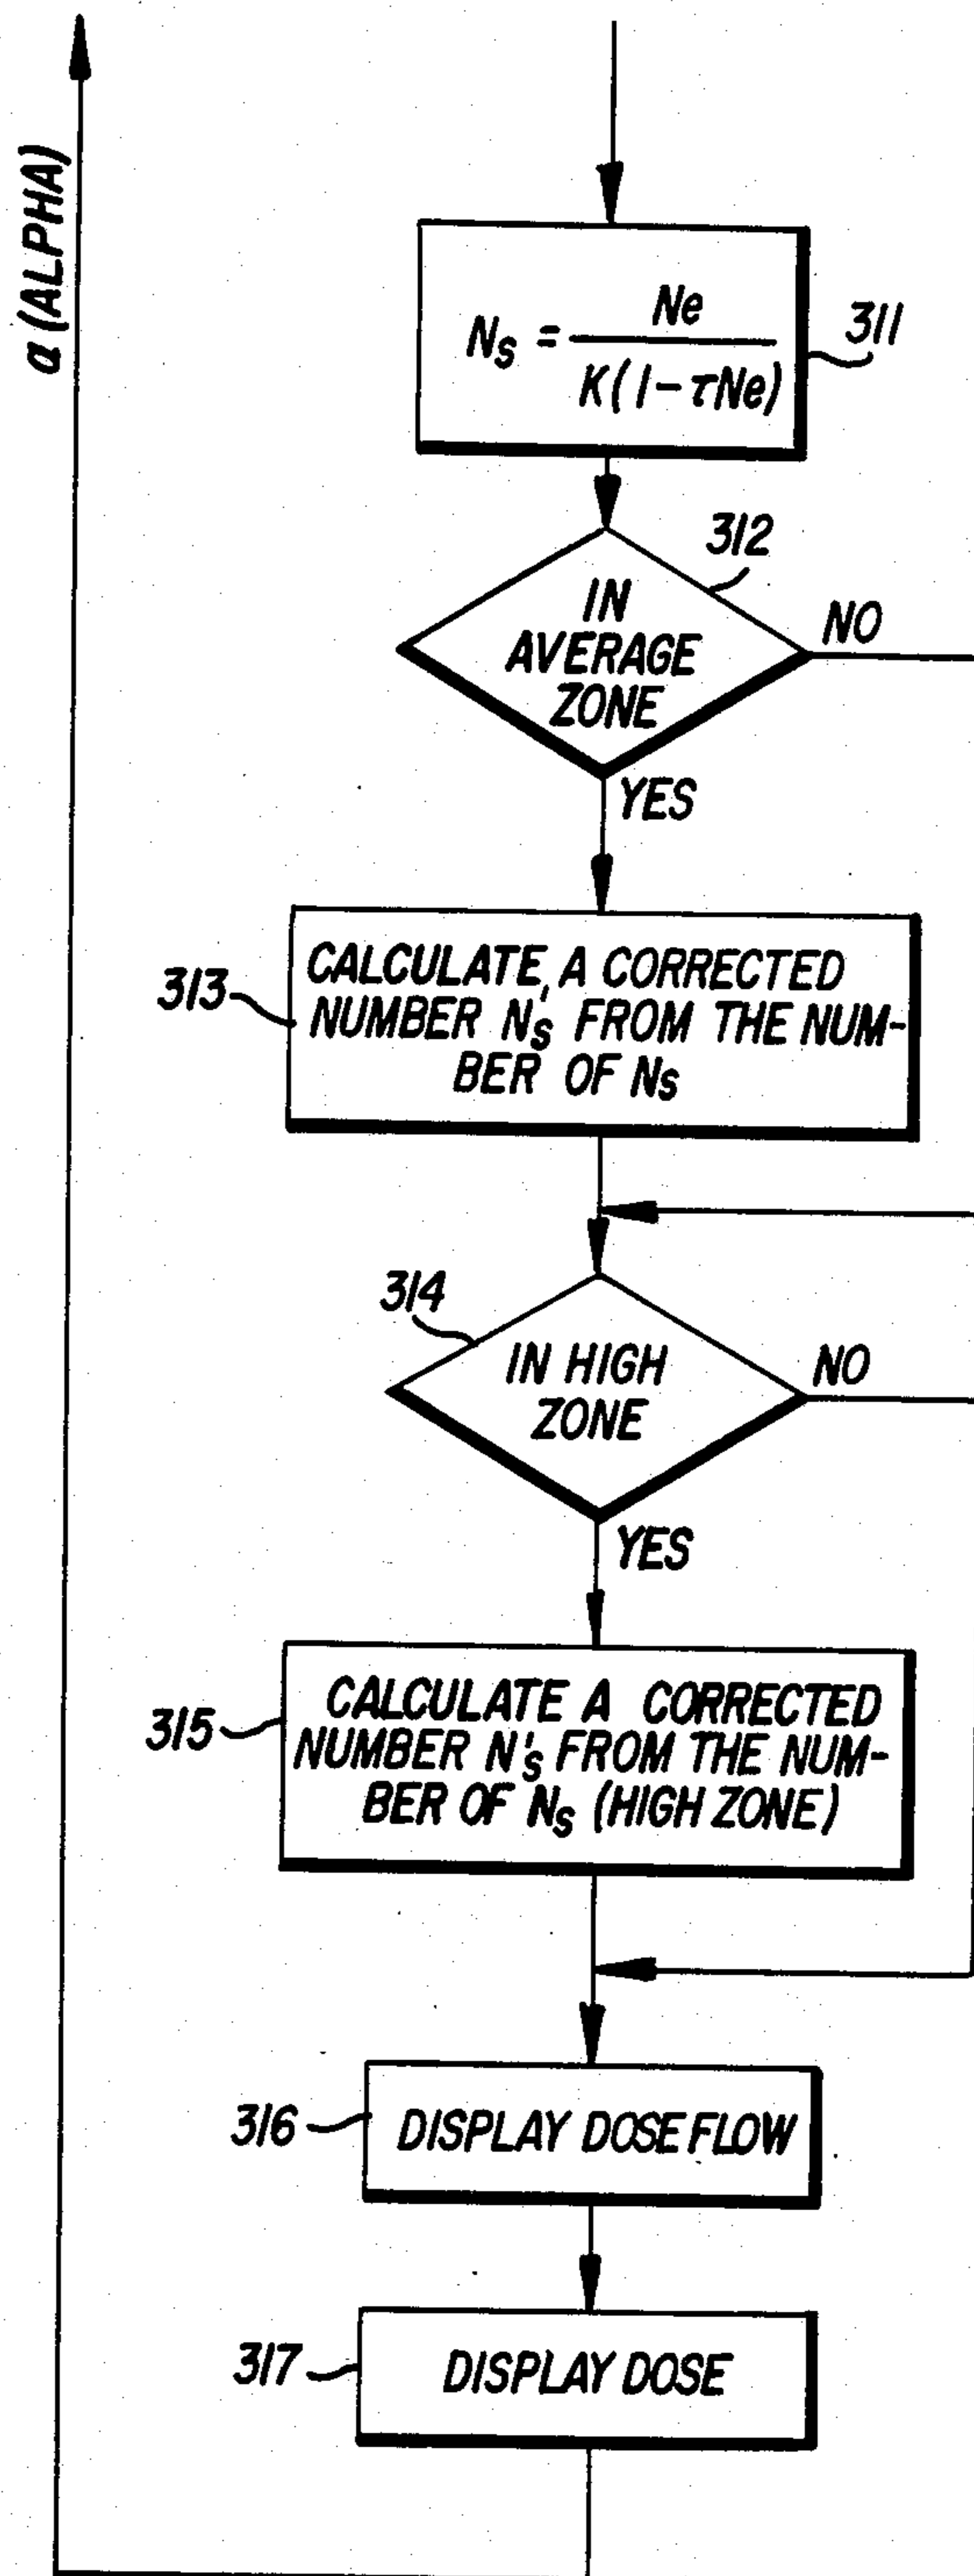 α (ALPHA)
Ns = Ne / K(1-τNe)
311
312
IN
AVERAGE
ZONE
NO
YES
313
CALCULATE A CORRECTED
NUMBER N's FROM THE NUM-
BER OF Ns
314
IN HIGH
ZONE
NO
YES
315
CALCULATE A CORRECTED
NUMBER N's FROM THE NUM-
BER OF Ns (HIGH ZONE)
316
DISPLAY DOSE FLOW
317
DISPLAY DOSE